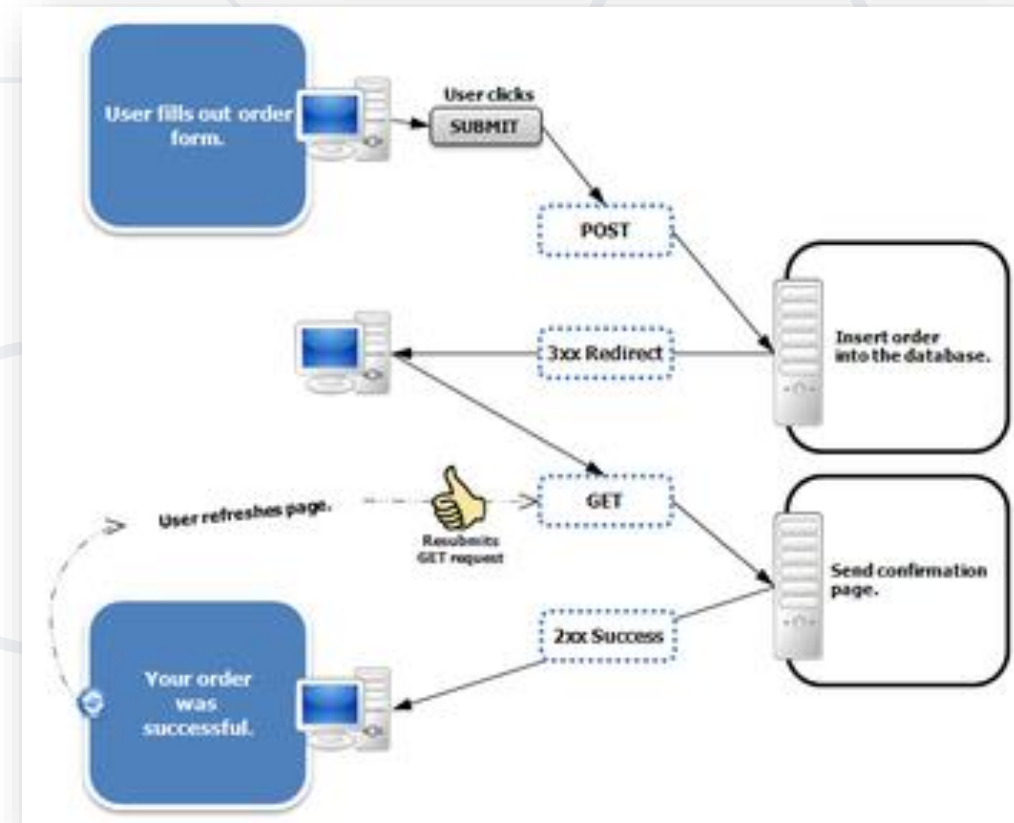 User fills out order
form.
User clicks
SUBMIT
POST
3xx Redirect
Insert order
into the database.
User refreshes page.
Resubmits
GET request
GET
Send confirmation
page.
2xx Success
Your order
was
successful.